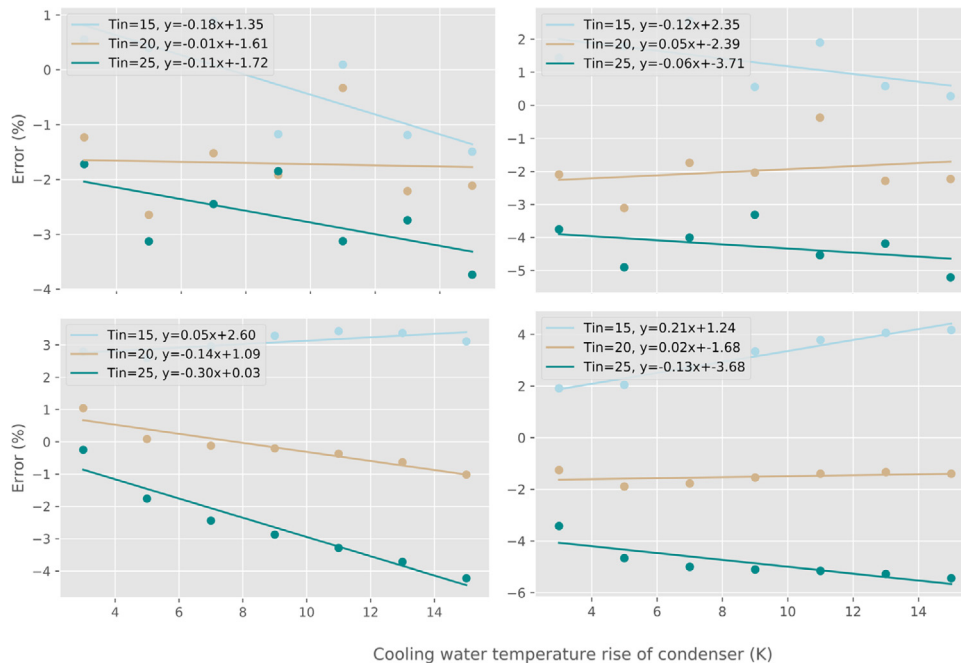 Tin=15, y=-0.18x+1.35
Tin=20, y=-0.01x+-1.61
Tin=25, y=-0.11x+-1.72
1
0
−1
−2
−3
−4
Error (%)
Tin=15, y=-0.12x+2.35
Tin=20, y=0.05x+-2.39
Tin=25, y=-0.06x+-3.71
2
1
0
−1
−2
−3
−4
−5
Tin=15, y=0.05x+2.60
Tin=20, y=-0.14x+1.09
Tin=25, y=-0.30x+0.03
3
2
1
0
−1
−2
−3
−4
Error (%)
4 6 8 10 12 14
Tin=15, y=0.21x+1.24
Tin=20, y=0.02x+-1.68
Tin=25, y=-0.13x+-3.68
4
2
0
−2
−4
−6
4 6 8 10 12 14
Cooling water temperature rise of condenser (K)